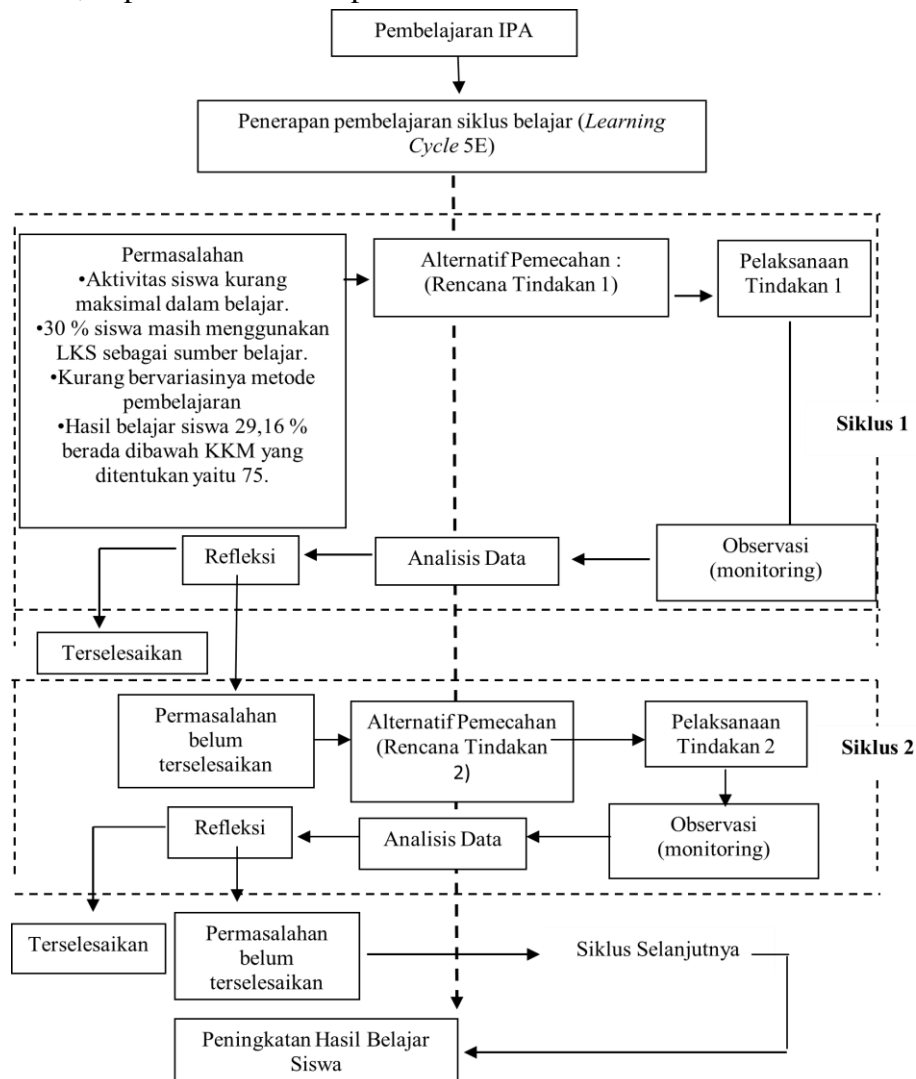 Pembelajaran IPA
Penerapan pembelajaran siklus belajar (Learning
Cycle 5E)
Permasalahan
•Aktivitas siswa kurang
maksimal dalam belajar.
•30 % siswa masih menggunakan
LKS sebagai sumber belajar.
•Kurang bervariasinya metode
pembelajaran
•Hasil belajar siswa 29,16 %
berada dibawah KKM yang
ditentukan yaitu 75.
Alternatif Pemecahan :
(Rencana Tindakan 1)
Pelaksanaan
Tindakan 1
Siklus 1
Observasi
(monitoring)
Analisis Data
Refleksi
Terselesaikan
Permasalahan
belum
terselesaikan
Alternatif Pemecahan
(Rencana Tindakan
2)
Pelaksanaan
Tindakan 2
Siklus 2
Observasi
(monitoring)
Analisis Data
Refleksi
Terselesaikan
Permasalahan
belum
terselesaikan
Siklus Selanjutnya
Peningkatan Hasil Belajar
Siswa